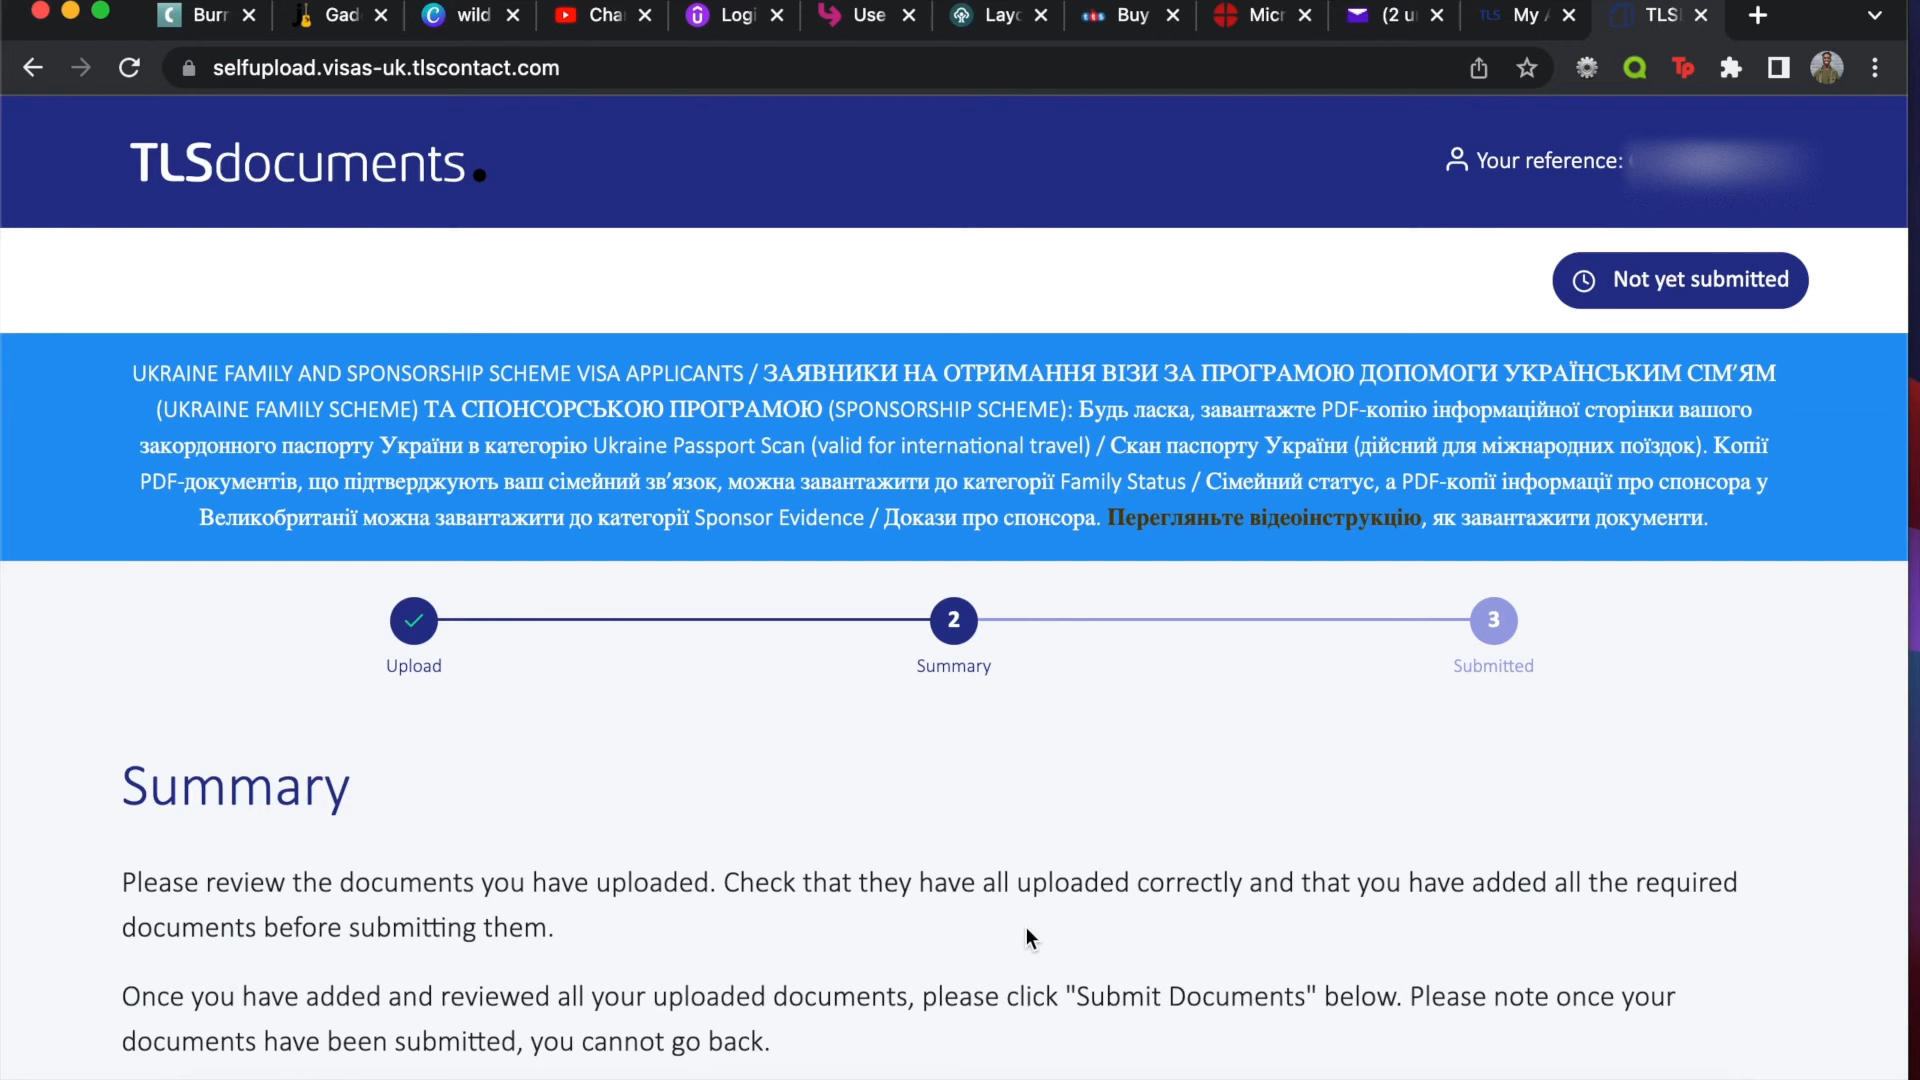 Burr
Gad
wild
Cha
Logi
Use
Layo
Buy
Micr
(2 u
TLS My A
TLS
selfupload.visas-uk.tlscontact.com
Tp
TLSdocuments.
Your reference:
Not yet submitted
UKRAINE FAMILY AND SPONSORSHIP SCHEME VISA APPLICANTS / ЗАЯВНИКИ НА ОТРИМАННЯ ВІЗИ ЗА ПРОГРАМОЮ ДОПОМОГИ УКРАЇНСЬКИМ СІМ’ЯМ
(UKRAINE FAMILY SCHEME) ТА СПОНСОРСЬКОЮ ПРОГРАМОЮ (SPONSORSHIP SCHEME): Будь ласка, завантажте PDF-копію інформаційної сторінки вашого
закордонного паспорту України в категорію Ukraine Passport Scan (valid for international travel) / Скан паспорту України (дійсний для міжнародних поїздок). Копії
PDF-документів, що підтверджують ваш сімейний зв’язок, можна завантажити до категорії Family Status / Сімейний статус, а PDF-копії інформації про спонсора у
Великобританії можна завантажити до категорії Sponsor Evidence / Докази про спонсора. Перегляньте відеоінструкцію, як завантажити документи.
2
3
Upload
Summary
Submitted
Summary
Please review the documents you have uploaded. Check that they have all uploaded correctly and that you have added all the required
documents before submitting them.
Once you have added and reviewed all your uploaded documents, please click "Submit Documents" below. Please note once your
documents have been submitted, you cannot go back.